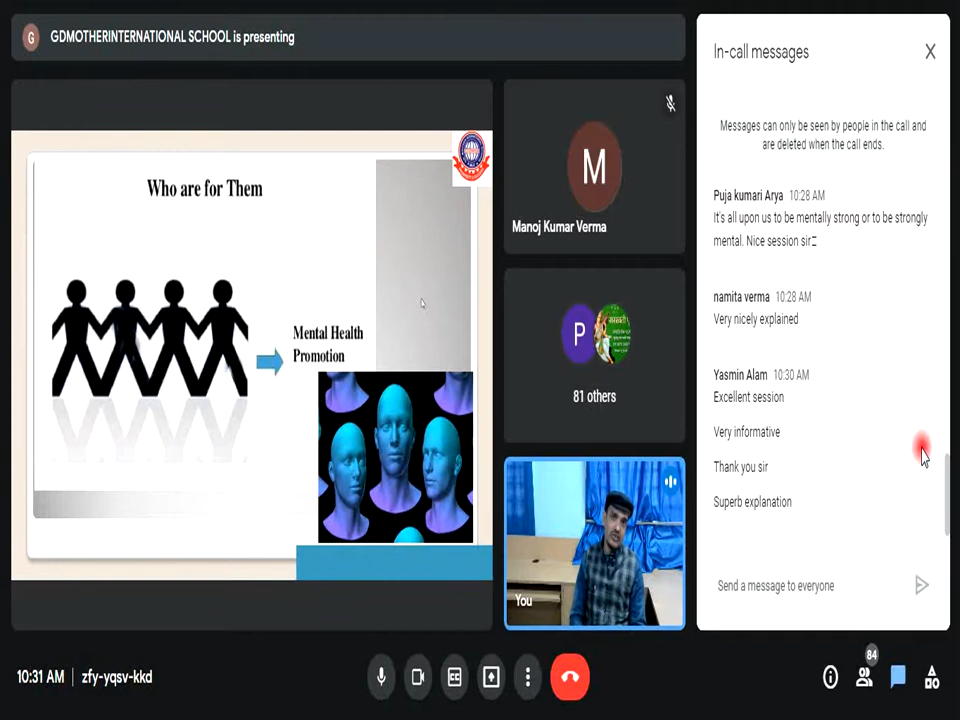 G
GDMOTHERINTERNATIONAL SCHOOL is presenting
Who are for Them
Mental Health
Promotion
M
Manoj Kumar Verma
P
81 others
You
In-call messages
Messages can only be seen by people in the call and
are deleted when the call ends.
Puja kumari Arya 10:28 AM
It's all upon us to be mentally strong or to be strongly
mental. Nice session sir
namita verma 10:28 AM
Very nicely explained
Yasmin Alam 10:30 AM
Excellent session
Very informative
Thank you sir
Superb explanation
Send a message to everyone
10:31 AM | zfy-yqsv-kkd
CC
84